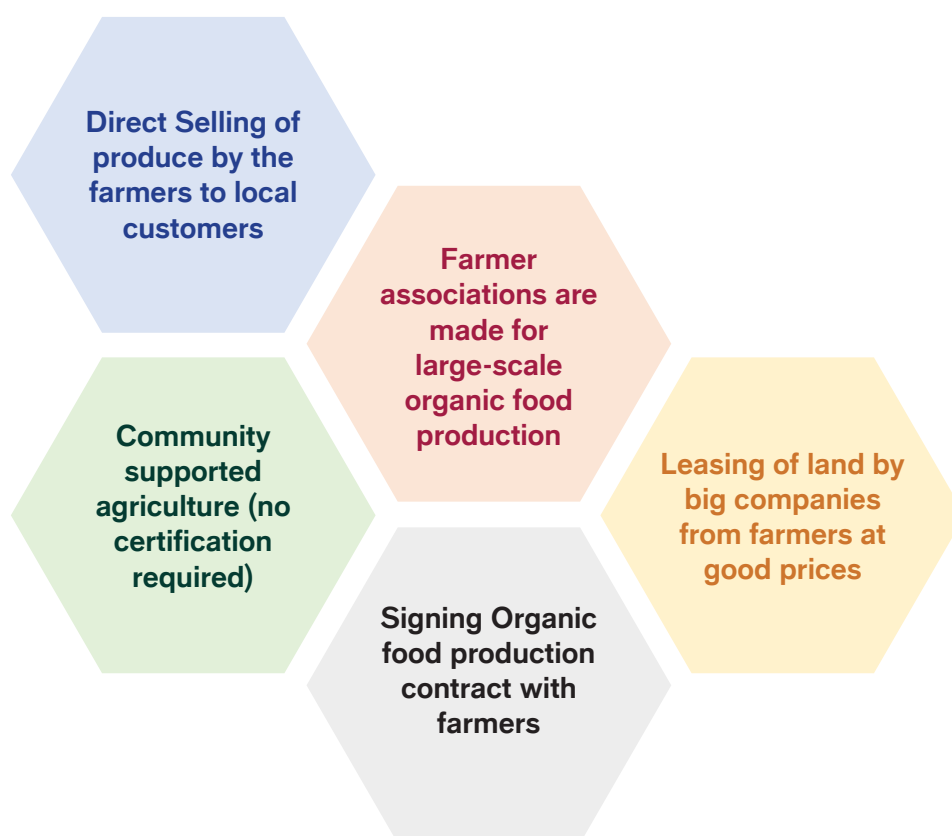 Direct Selling of
produce by the
farmers to local
customers
Farmer
associations are
made for
large-scale
organic food
production
Community
supported
agriculture (no
certification
required)
Leasing of land by
big companies
from farmers at
good prices
Signing Organic
food production
contract with
farmers